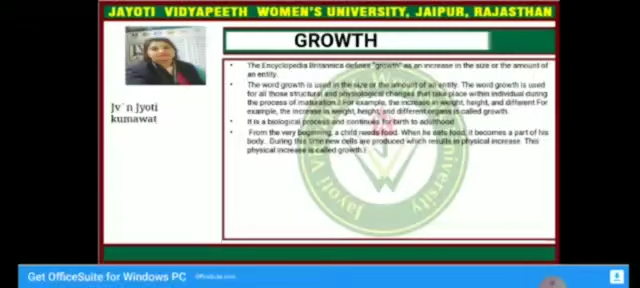 JAYOTI VIDYAPEETH WOMEN'S UNIVERSITY, JAIPUR, RAJASTHAN
GROWTH
Jv`n Jyoti
kumawat
• The Encyclopedia Britannica defines "growth" as an increase in the size or the amount of
an entity.
• The word growth is used in the size or the amount of an entity. The word growth is used
for all those structural and physiological changes that take place within individual during
the process of maturation.) For example, the increase in weight, height, and different For
example, the increase in weight, height, and different organs is called growth.
• It is a biological process and continues for birth to adulthood
• From the very beginning, a child needs food. When he eats food, it becomes a part of his
body. During this time new cells are produced which results in physical increase. This
physical increase is called growth.)
Jayoti University
Get OfficeSuite for Windows PC OfficeSuite.com